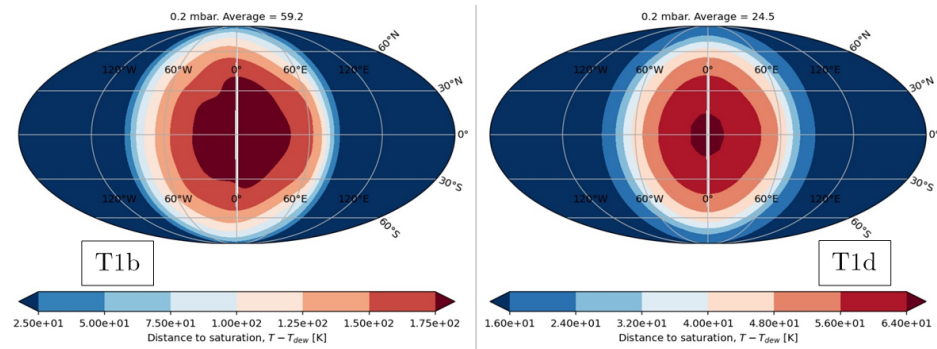 0.2 mbar. Average = 59.2
60°N
120°W 60°W 0° 60°E 120°E
30°N
0°
30°S
120°W 60°W 0° 60°E 120°E
60°S
T1b
2.50e+01 5.00e+01 7.50e+01 1.00e+02 1.25e+02 1.50e+02 1.75e+02
Distance to saturation, T − T_dew [K]
0.2 mbar. Average = 24.5
60°N
120°W 60°W 0° 60°E 120°E
30°N
0°
30°S
120°W 60°W 0° 60°E 120°E
60°S
T1d
1.60e+01 2.40e+01 3.20e+01 4.00e+01 4.80e+01 5.60e+01 6.40e+01
Distance to saturation, T − T_dew [K]